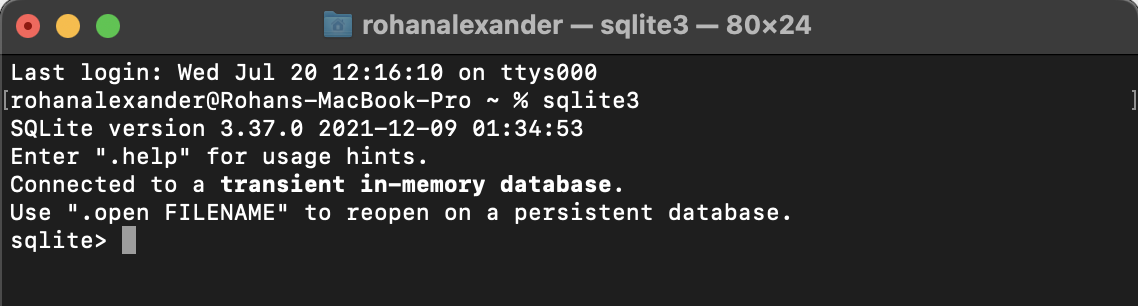 rohanalexander — sqlite3 — 80×24
Last login: Wed Jul 20 12:16:10 on ttys000
[rohanalexander@Rohans-MacBook-Pro ~ % sqlite3 ]
SQLite version 3.37.0 2021-12-09 01:34:53
Enter ".help" for usage hints.
Connected to a transient in-memory database.
Use ".open FILENAME" to reopen on a persistent database.
sqlite>